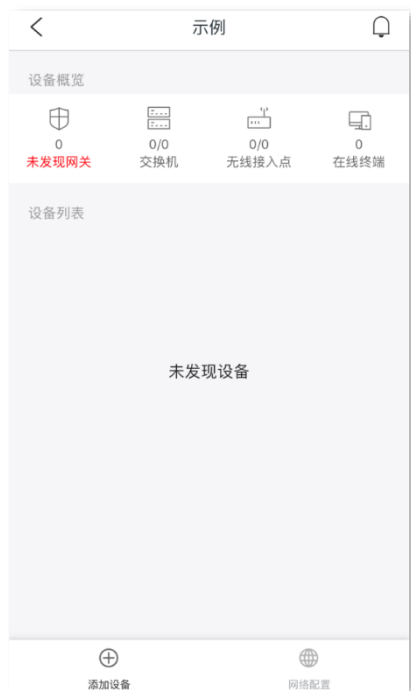 示例
设备概览
0
0/0
0/0
0
未发现网关
交换机
无线接入点
在线终端
设备列表
未发现设备
添加设备
网络配置